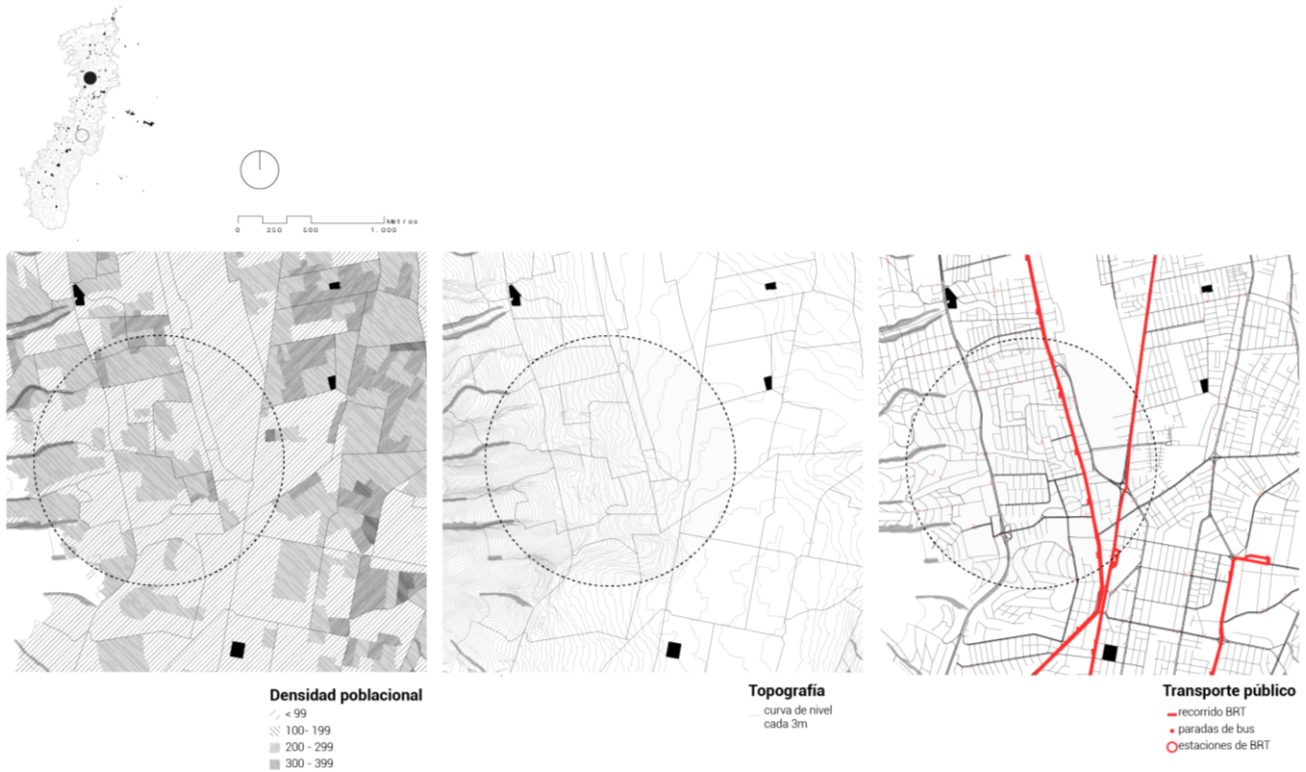 Metros
0 250 500 1.000
Densidad poblacional
< 99
100- 199
200 - 299
300 - 399
Topografía
curva de nivel
cada 3m
Transporte público
recorrido BRT
paradas de bus
estaciones de BRT